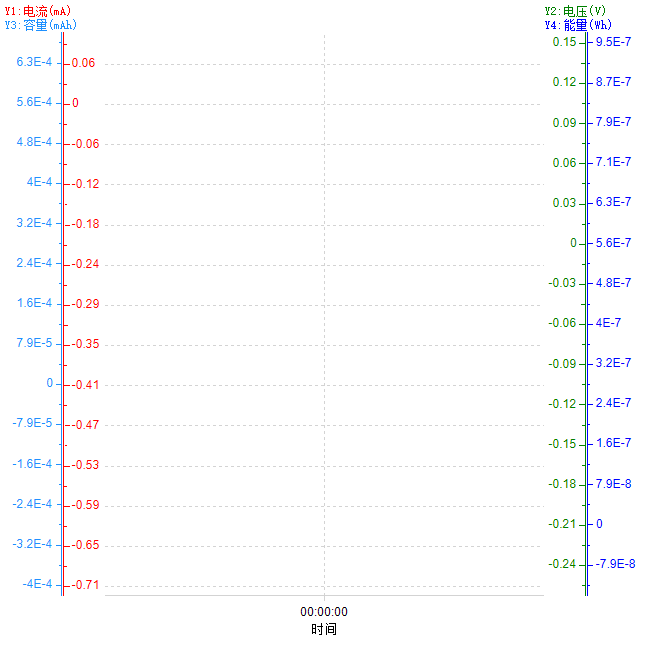 Y1:电流(mA)
Y3:容量(mAh)
Y2:电压(V)
Y4:能量(Wh)
6.3E-4
5.6E-4
4.8E-4
4E-4
3.2E-4
2.4E-4
1.6E-4
7.9E-5
0
-7.9E-5
-1.6E-4
-2.4E-4
-3.2E-4
-4E-4
0.06
0
-0.06
-0.12
-0.18
-0.24
-0.29
-0.35
-0.41
-0.47
-0.53
-0.59
-0.65
-0.71
0.15
0.12
0.09
0.06
0.03
0
-0.03
-0.06
-0.09
-0.12
-0.15
-0.18
-0.21
-0.24
9.5E-7
8.7E-7
7.9E-7
7.1E-7
6.3E-7
5.6E-7
4.8E-7
4E-7
3.2E-7
2.4E-7
1.6E-7
7.9E-8
0
-7.9E-8
00:00:00
时间